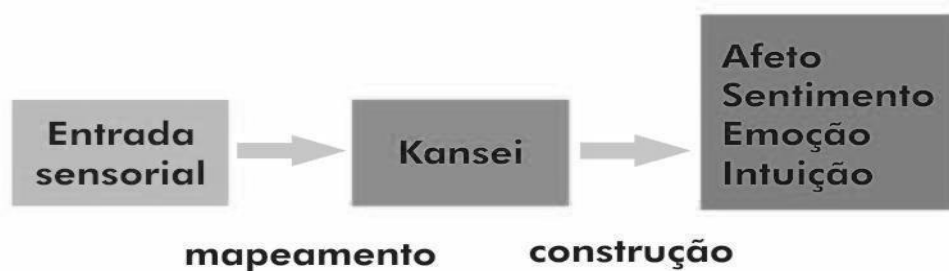 Entrada
sensorial
Kansei
Afeto
Sentimento
Emoção
Intuição
mapeamento
construção